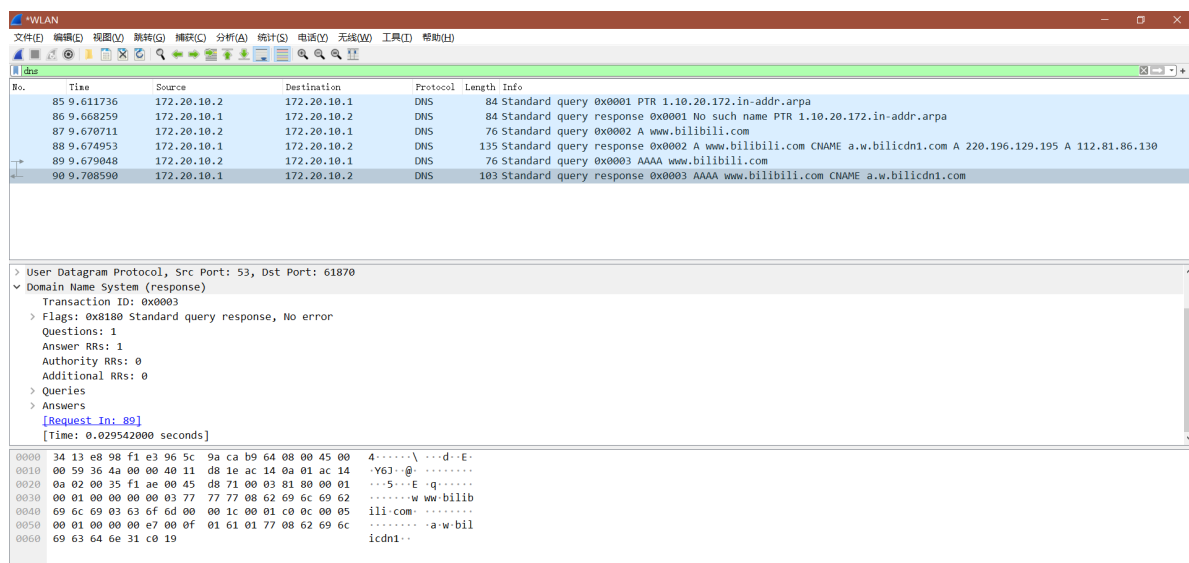 *WLAN
文件(F) 编辑(E) 视图(V) 跳转(G) 捕获(C) 分析(A) 统计(S) 电话(Y) 无线(W) 工具(T) 帮助(H)
dns
No. Time Source Destination Protocol Length Info
85 9.611736 172.20.10.2 172.20.10.1 DNS 84 Standard query 0x0001 PTR 1.10.20.172.in-addr.arpa
86 9.668259 172.20.10.1 172.20.10.2 DNS 84 Standard query response 0x0001 No such name PTR 1.10.20.172.in-addr.arpa
87 9.670711 172.20.10.2 172.20.10.1 DNS 76 Standard query 0x0002 A www.bilibili.com
88 9.674953 172.20.10.1 172.20.10.2 DNS 135 Standard query response 0x0002 A www.bilibili.com CNAME a.w.bilicdn1.com A 220.196.129.195 A 112.81.86.130
89 9.679048 172.20.10.2 172.20.10.1 DNS 76 Standard query 0x0003 AAAA www.bilibili.com
90 9.708590 172.20.10.1 172.20.10.2 DNS 103 Standard query response 0x0003 AAAA www.bilibili.com CNAME a.w.bilicdn1.com
> User Datagram Protocol, Src Port: 53, Dst Port: 61870
Domain Name System (response)
Transaction ID: 0x0003
> Flags: 0x8180 Standard query response, No error
Questions: 1
Answer RRs: 1
Authority RRs: 0
Additional RRs: 0
> Queries
> Answers
[Request In: 89]
[Time: 0.029542000 seconds]
0000 34 13 e8 98 f1 e3 96 5c 9a ca b9 64 08 00 45 00 4······\ ···d··E·
0010 00 59 36 4a 00 00 40 11 d8 1e ac 14 0a 01 ac 14 ·Y6J··@· ········
0020 0a 02 00 35 f1 ae 00 45 d8 71 00 03 81 80 00 01 ···5···E ·q······
0030 00 01 00 00 00 00 03 77 77 77 08 62 69 6c 69 62 ·······w ww·bilib
0040 69 6c 69 03 63 6f 6d 00 00 1c 00 01 c0 0c 00 05 ili·com· ········
0050 00 01 00 00 00 e7 00 0f 01 61 01 77 08 62 69 6c ········ ·a·w·bil
0060 69 63 64 6e 31 c0 19 icdn1··